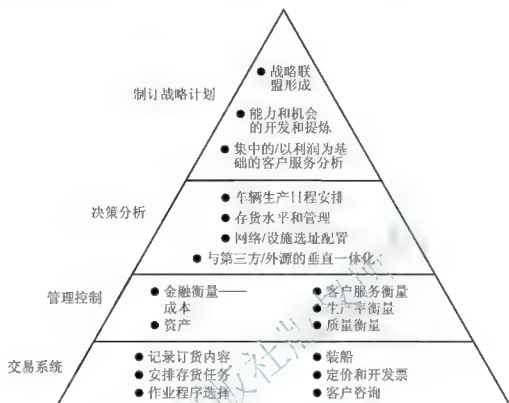 制订战略计划
● 战略联
盟形成
● 能力和机会
的开发和提炼
● 集中的/以利润为基
础的客户服务分析
决策分析
● 车辆生产日程安排
● 存货水平和管理
● 网络/设施选址配置
● 与第三方/外源的垂直一体化
管理控制
● 金融衡量——
成本
● 资产
● 客户服务衡量
● 生产率衡量
● 质量衡量
交易系统
● 记录订货内容
● 安排存货任务
● 作业程序选择
● 装船
● 定价和开发票
● 客户咨询